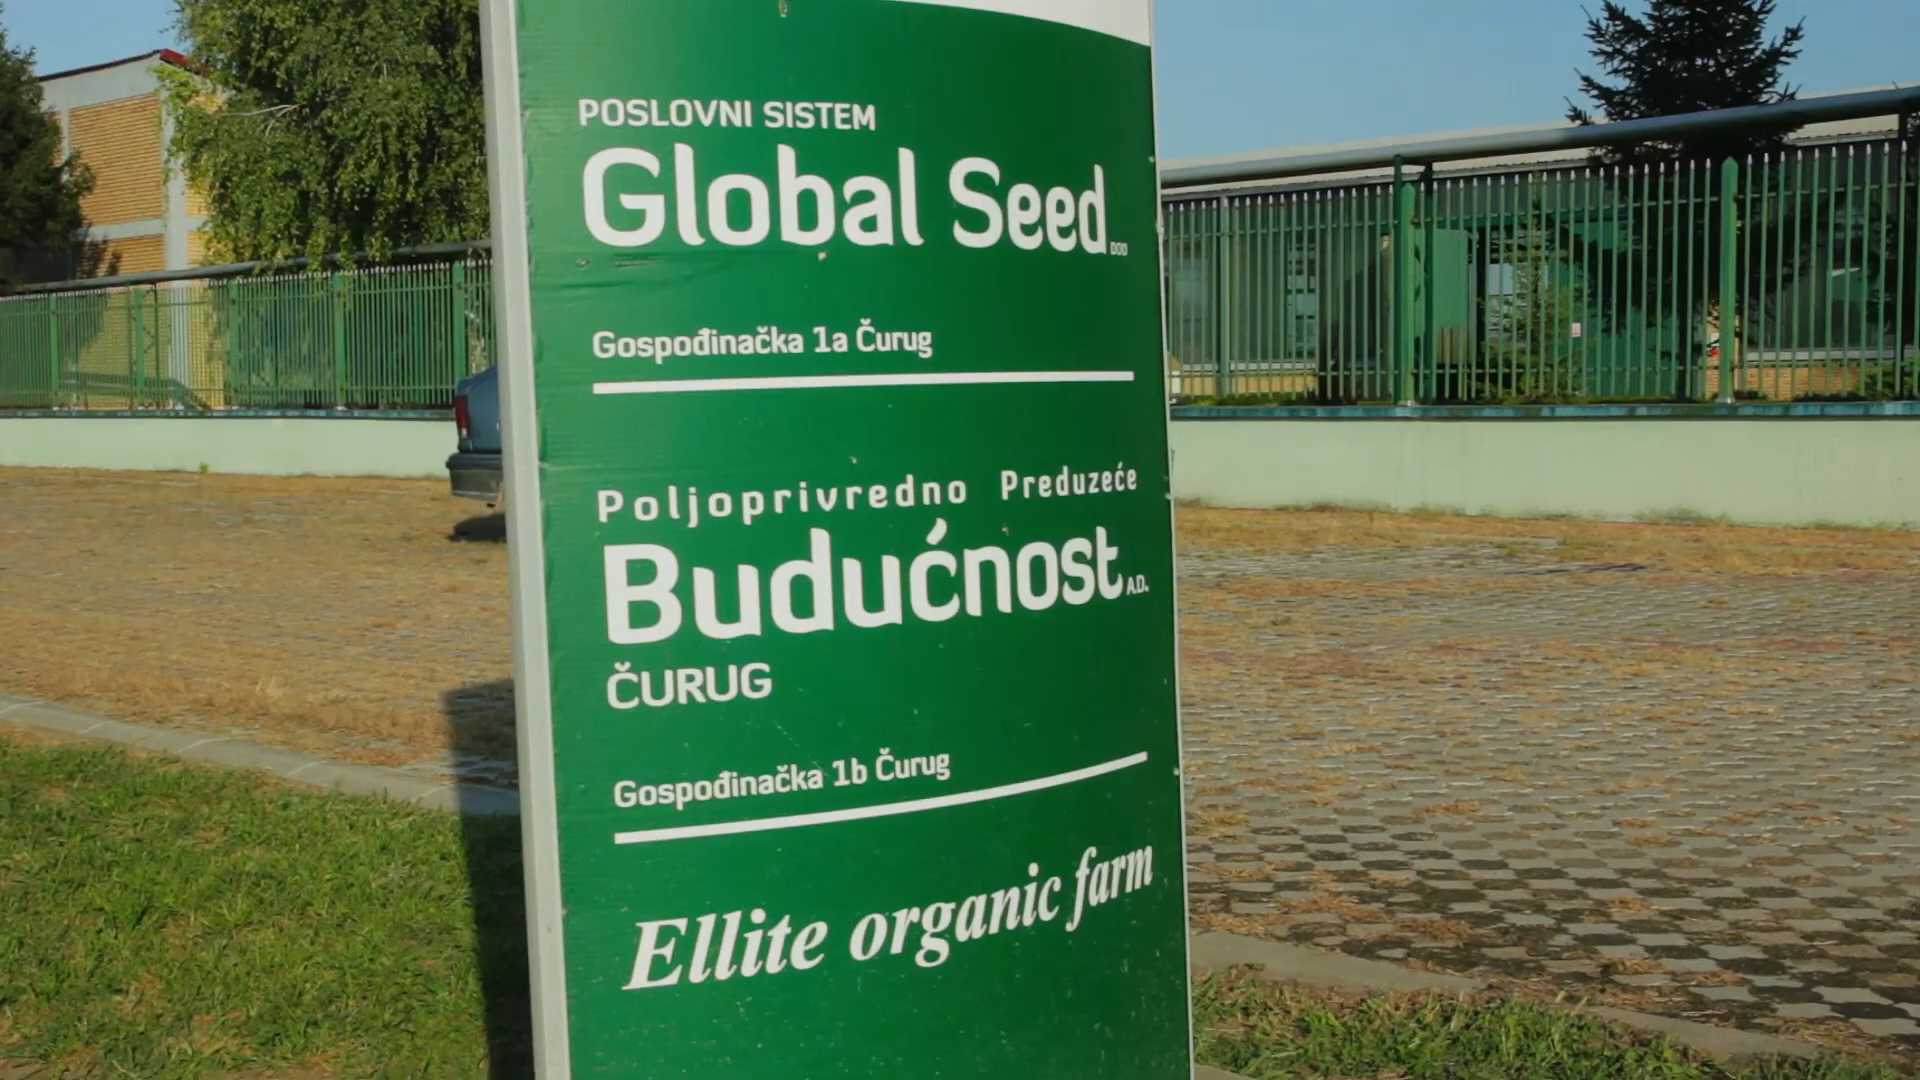 POSLOVNI SISTEM
Global Seed DOO
Gospođinačka 1a Čurug
Poljoprivredno Preduzeće
Budućnost A.D.
ČURUG
Gospođinačka 1b Čurug
Ellite organic farm